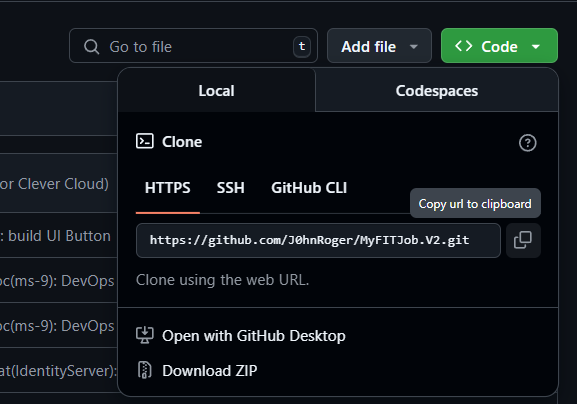 Go to file
t
Add file
Code
Local
Codespaces
Clone
or Clever Cloud)
HTTPS
SSH
GitHub CLI
Copy url to clipboard
: build UI Button
https://github.com/J0hnRoger/MyFITJob.V2.git
oc(ms-9): DevOps
Clone using the web URL.
oc(ms-9): DevOps
Open with GitHub Desktop
at(IdentityServer):
Download ZIP